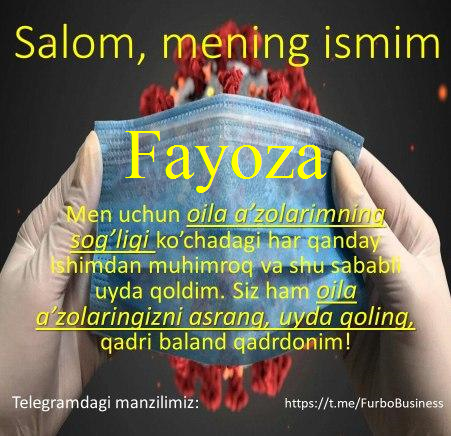 Salom, mening ismim
Fayoza
Men uchun oila a’zolarimning
sog’liqi ko’chadagi har qanday
ishimdan muhimroq va shu sababli
uyda qoldim. Siz ham oila
a’zolaringizni asrang, uyda qoling,
qadri baland qadrdonim!
Telegramdagi manzilimiz: https://t.me/FurboBusiness